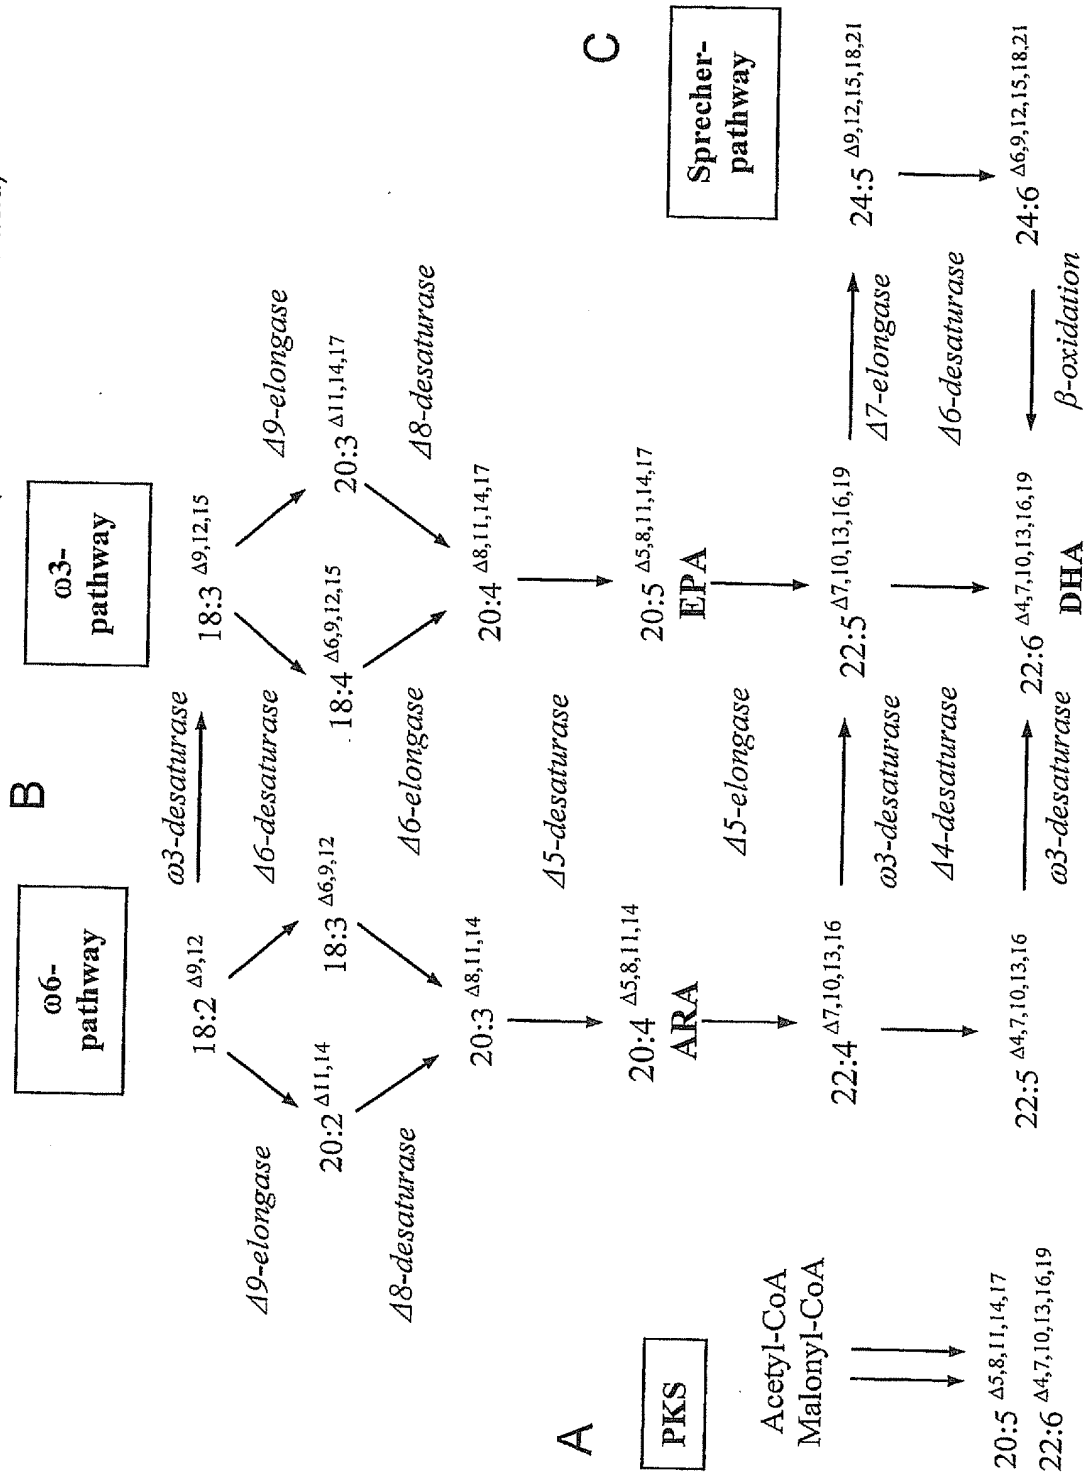 A
PKS
Acetyl-CoA
Malonyl-CoA
20:5 Δ5,8,11,14,17
22:6 Δ4,7,10,13,16,19
B
ω6-
pathway
ω3-
pathway
18:2 Δ9,12
ω3-desaturase
18:3 Δ9,12,15
Δ9-elongase
Δ6-desaturase
Δ9-elongase
20:2 Δ11,14
18:3 Δ6,9,12
18:4 Δ6,9,12,15
20:3 Δ11,14,17
Δ8-desaturase
Δ6-elongase
Δ8-desaturase
20:3 Δ8,11,14
20:4 Δ8,11,14,17
Δ5-desaturase
20:4 Δ5,8,11,14
ARA
20:5 Δ5,8,11,14,17
EPA
Δ5-elongase
22:4 Δ7,10,13,16
ω3-desaturase
22:5 Δ7,10,13,16,19
Δ4-desaturase
22:5 Δ4,7,10,13,16
ω3-desaturase
22:6 Δ4,7,10,13,16,19
DHA
C
Sprecher-
pathway
Δ7-elongase
24:5 Δ9,12,15,18,21
Δ6-desaturase
24:6 Δ6,9,12,15,18,21
β-oxidation